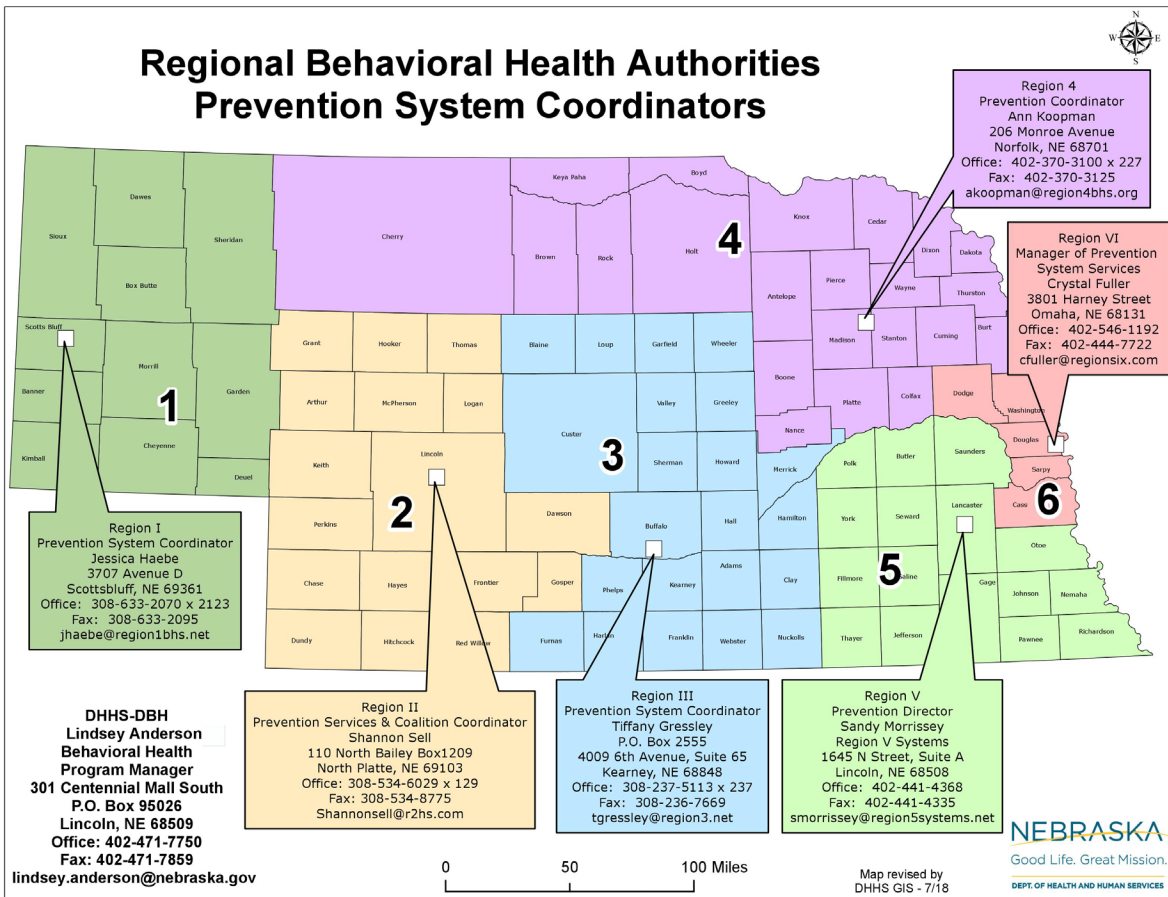 Regional Behavioral Health Authorities
Prevention System Coordinators
N
W
E
S
Region 4
Prevention Coordinator
Ann Koopman
206 Monroe Avenue
Norfolk, NE 68701
Office: 402-370-3100 x 227
Fax: 402-370-3125
akoopman@region4bhs.org
Region VI
Manager of Prevention
System Services
Crystal Fuller
3801 Harney Street
Omaha, NE 68131
Office: 402-546-1192
Fax: 402-444-7722
cfuller@regionsix.com
Sioux
Dawes
Sheridan
Box Butte
Scotts Bluff
Morrill
Garden
Banner
Kimball
Cheyenne
Deuel
1
Cherry
Keya Paha
Boyd
Brown
Rock
Holt
4
Knox
Cedar
Dixon
Dakota
Antelope
Pierce
Wayne
Thurston
Madison
Stanton
Cuming
Burt
Boone
Platte
Colfax
Nance
Grant
Hooker
Thomas
Arthur
McPherson
Logan
Keith
Lincoln
2
Perkins
Dawson
Chase
Hayes
Frontier
Gosper
Dundy
Hitchcock
Red Willow
Blaine
Loup
Garfield
Wheeler
Custer
Valley
Greeley
3
Sherman
Howard
Merrick
Buffalo
Hall
Hamilton
Phelps
Kearney
Adams
Clay
Furnas
Harlan
Franklin
Webster
Nuckolls
Polk
Butler
Saunders
York
Seward
Lancaster
Fillmore
5
Saline
Gage
Otoe
Johnson
Nemaha
Thayer
Jefferson
Pawnee
Richardson
Dodge
Washington
Douglas
Sarpy
Cass
6
Region I
Prevention System Coordinator
Jessica Haebe
3707 Avenue D
Scottsbluff, NE 69361
Office: 308-633-2070 x 2123
Fax: 308-633-2095
jhaebe@region1bhs.net
Region II
Prevention Services & Coalition Coordinator
Shannon Sell
110 North Bailey Box1209
North Platte, NE 69103
Office: 308-534-6029 x 129
Fax: 308-534-8775
Shannonsell@r2hs.com
Region III
Prevention System Coordinator
Tiffany Gressley
P.O. Box 2555
4009 6th Avenue, Suite 65
Kearney, NE 68848
Office: 308-237-5113 x 237
Fax: 308-236-7669
tgressley@region3.net
Region V
Prevention Director
Sandy Morrissey
Region V Systems
1645 N Street, Suite A
Lincoln, NE 68508
Office: 402-441-4368
Fax: 402-441-4335
smorrissey@region5systems.net
DHHS-DBH
Lindsey Anderson
Behavioral Health
Program Manager
301 Centennial Mall South
P.O. Box 95026
Lincoln, NE 68509
Office: 402-471-7750
Fax: 402-471-7859
lindsey.anderson@nebraska.gov
0 50 100 Miles
Map revised by
DHHS GIS - 7/18
NEBRASKA
Good Life. Great Mission.
DEPT. OF HEALTH AND HUMAN SERVICES